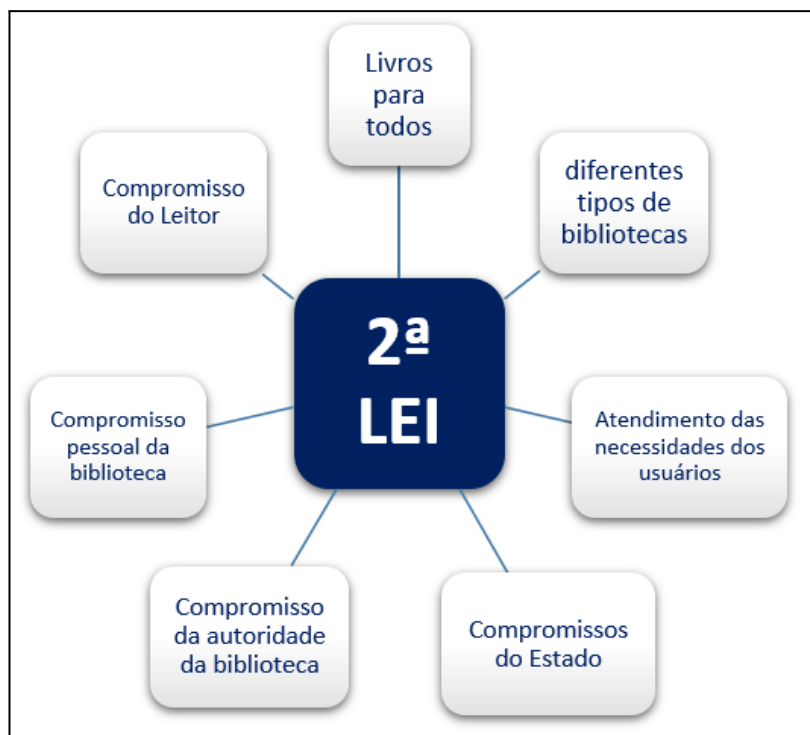 Livros
para
todos
diferentes
tipos de
bibliotecas
Atendimento das
necessidades dos
usuários
Compromissos
do Estado
Compromisso
da autoridade
da biblioteca
Compromisso
pessoal da
biblioteca
Compromisso
do Leitor
2ª
LEI